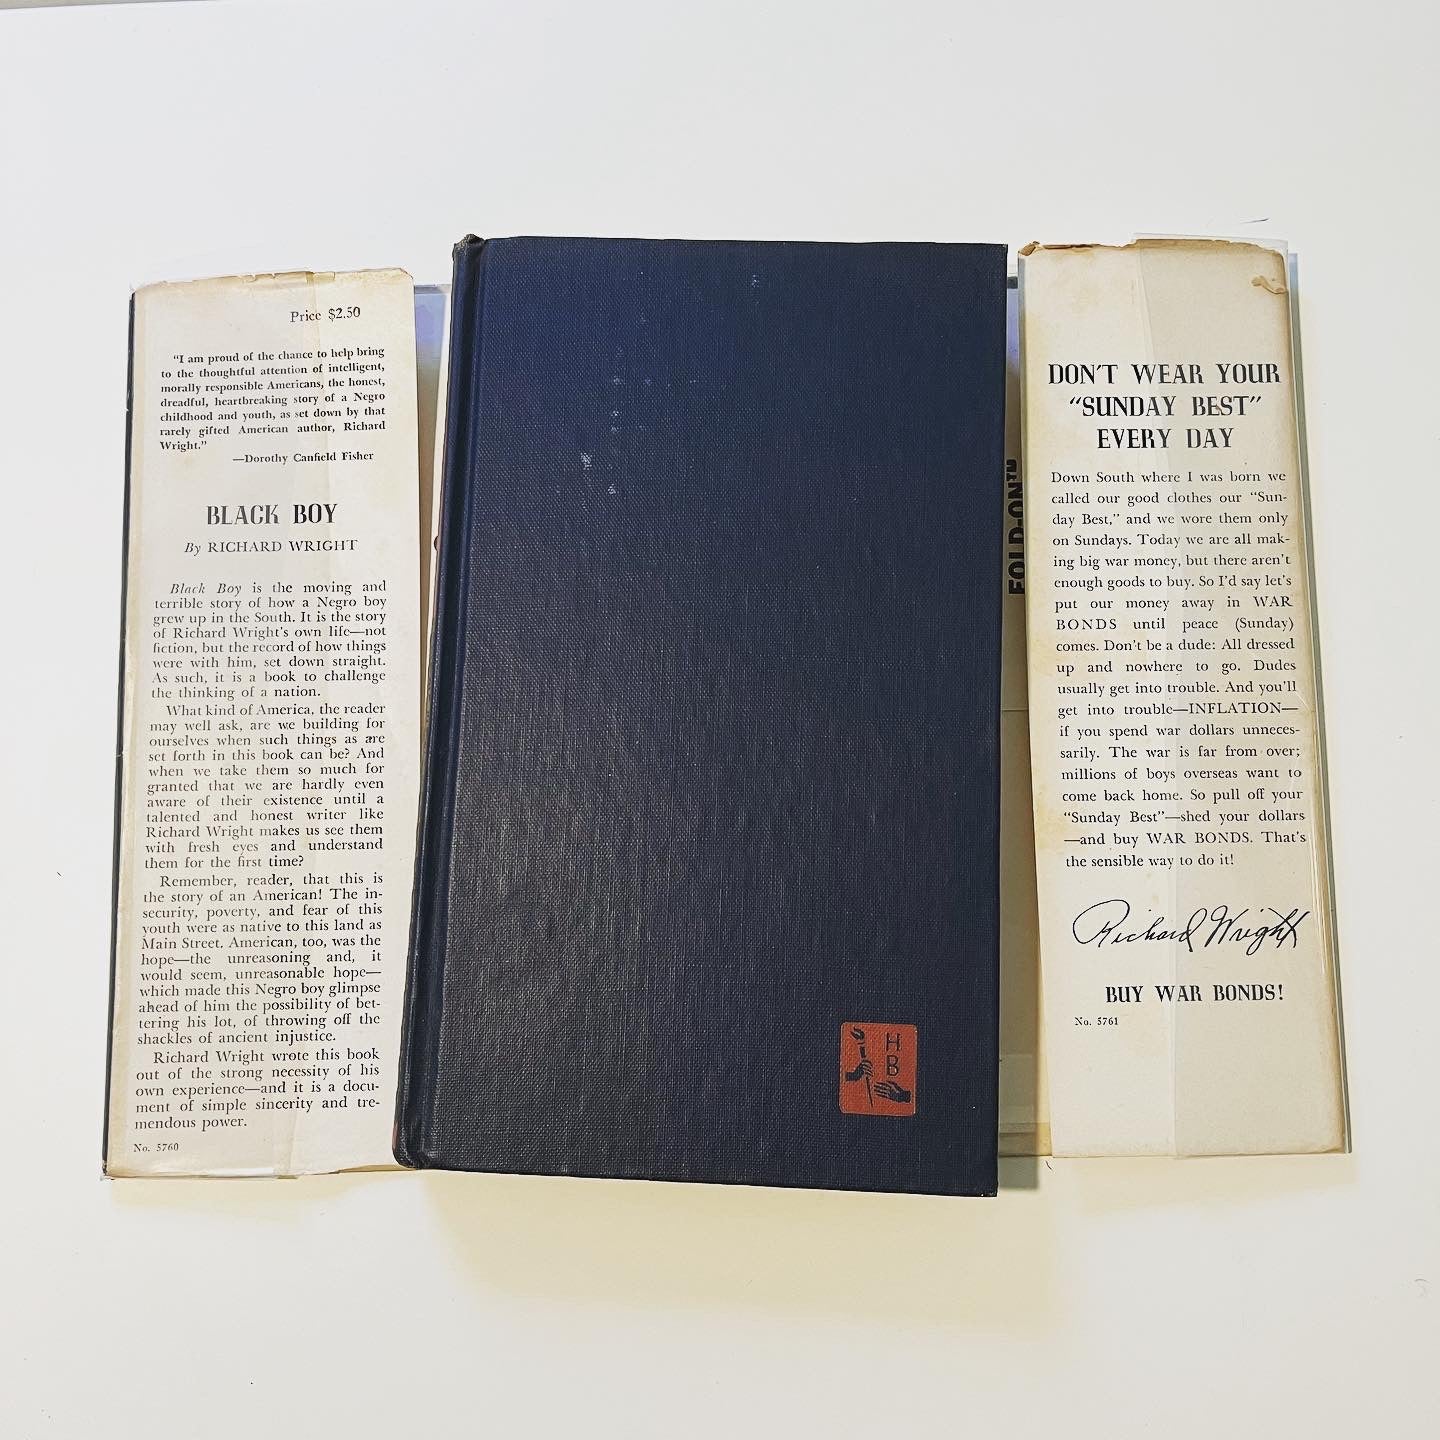 Price $2.50
"I am proud of the chance to help bring
to the thoughtful attention of intelligent,
morally responsible Americans, the honest,
dreadful, heartbreaking story of a Negro
childhood and youth, as set down by that
rarely gifted American author, Richard
Wright."
—Dorothy Canfield Fisher
BLACK BOY
By RICHARD WRIGHT
Black Boy is the moving and
terrible story of how a Negro boy
grew up in the South. It is the story
of Richard Wright's own life—not
fiction, but the record of how things
were with him, set down straight.
As such, it is a book to challenge
the thinking of a nation.
What kind of America, the reader
may well ask, are we building for
ourselves when such things as are
set forth in this book can be? And
when we take them so much for
granted that we are hardly even
aware of their existence until a
talented and honest writer like
Richard Wright makes us see them
with fresh eyes and understand
them for the first time?
Remember, reader, that this is
the story of an American! The in-
security, poverty, and fear of this
youth were as native to this land as
Main Street. American, too, was the
hope—the unreasoning and, it
would seem, unreasonable hope—
which made this Negro boy glimpse
ahead of him the possibility of bet-
tering his lot, of throwing off the
shackles of ancient injustice.
Richard Wright wrote this book
out of the strong necessity of his
own experience—and it is a docu-
ment of simple sincerity and tre-
mendous power.
No. 5760
H
B
FOLD-ON™
DON'T WEAR YOUR
"SUNDAY BEST"
EVERY DAY
Down South where I was born we
called our good clothes our "Sun-
day Best," and we wore them only
on Sundays. Today we are all mak-
ing big war money, but there aren't
enough goods to buy. So I'd say let's
put our money away in WAR
BONDS until peace (Sunday)
comes. Don't be a dude: All dressed
up and nowhere to go. Dudes
usually get into trouble. And you'll
get into trouble—INFLATION—
if you spend war dollars unneces-
sarily. The war is far from over;
millions of boys overseas want to
come back home. So pull off your
"Sunday Best"—shed your dollars
—and buy WAR BONDS. That's
the sensible way to do it!
Richard Wright
BUY WAR BONDS!
No. 5761